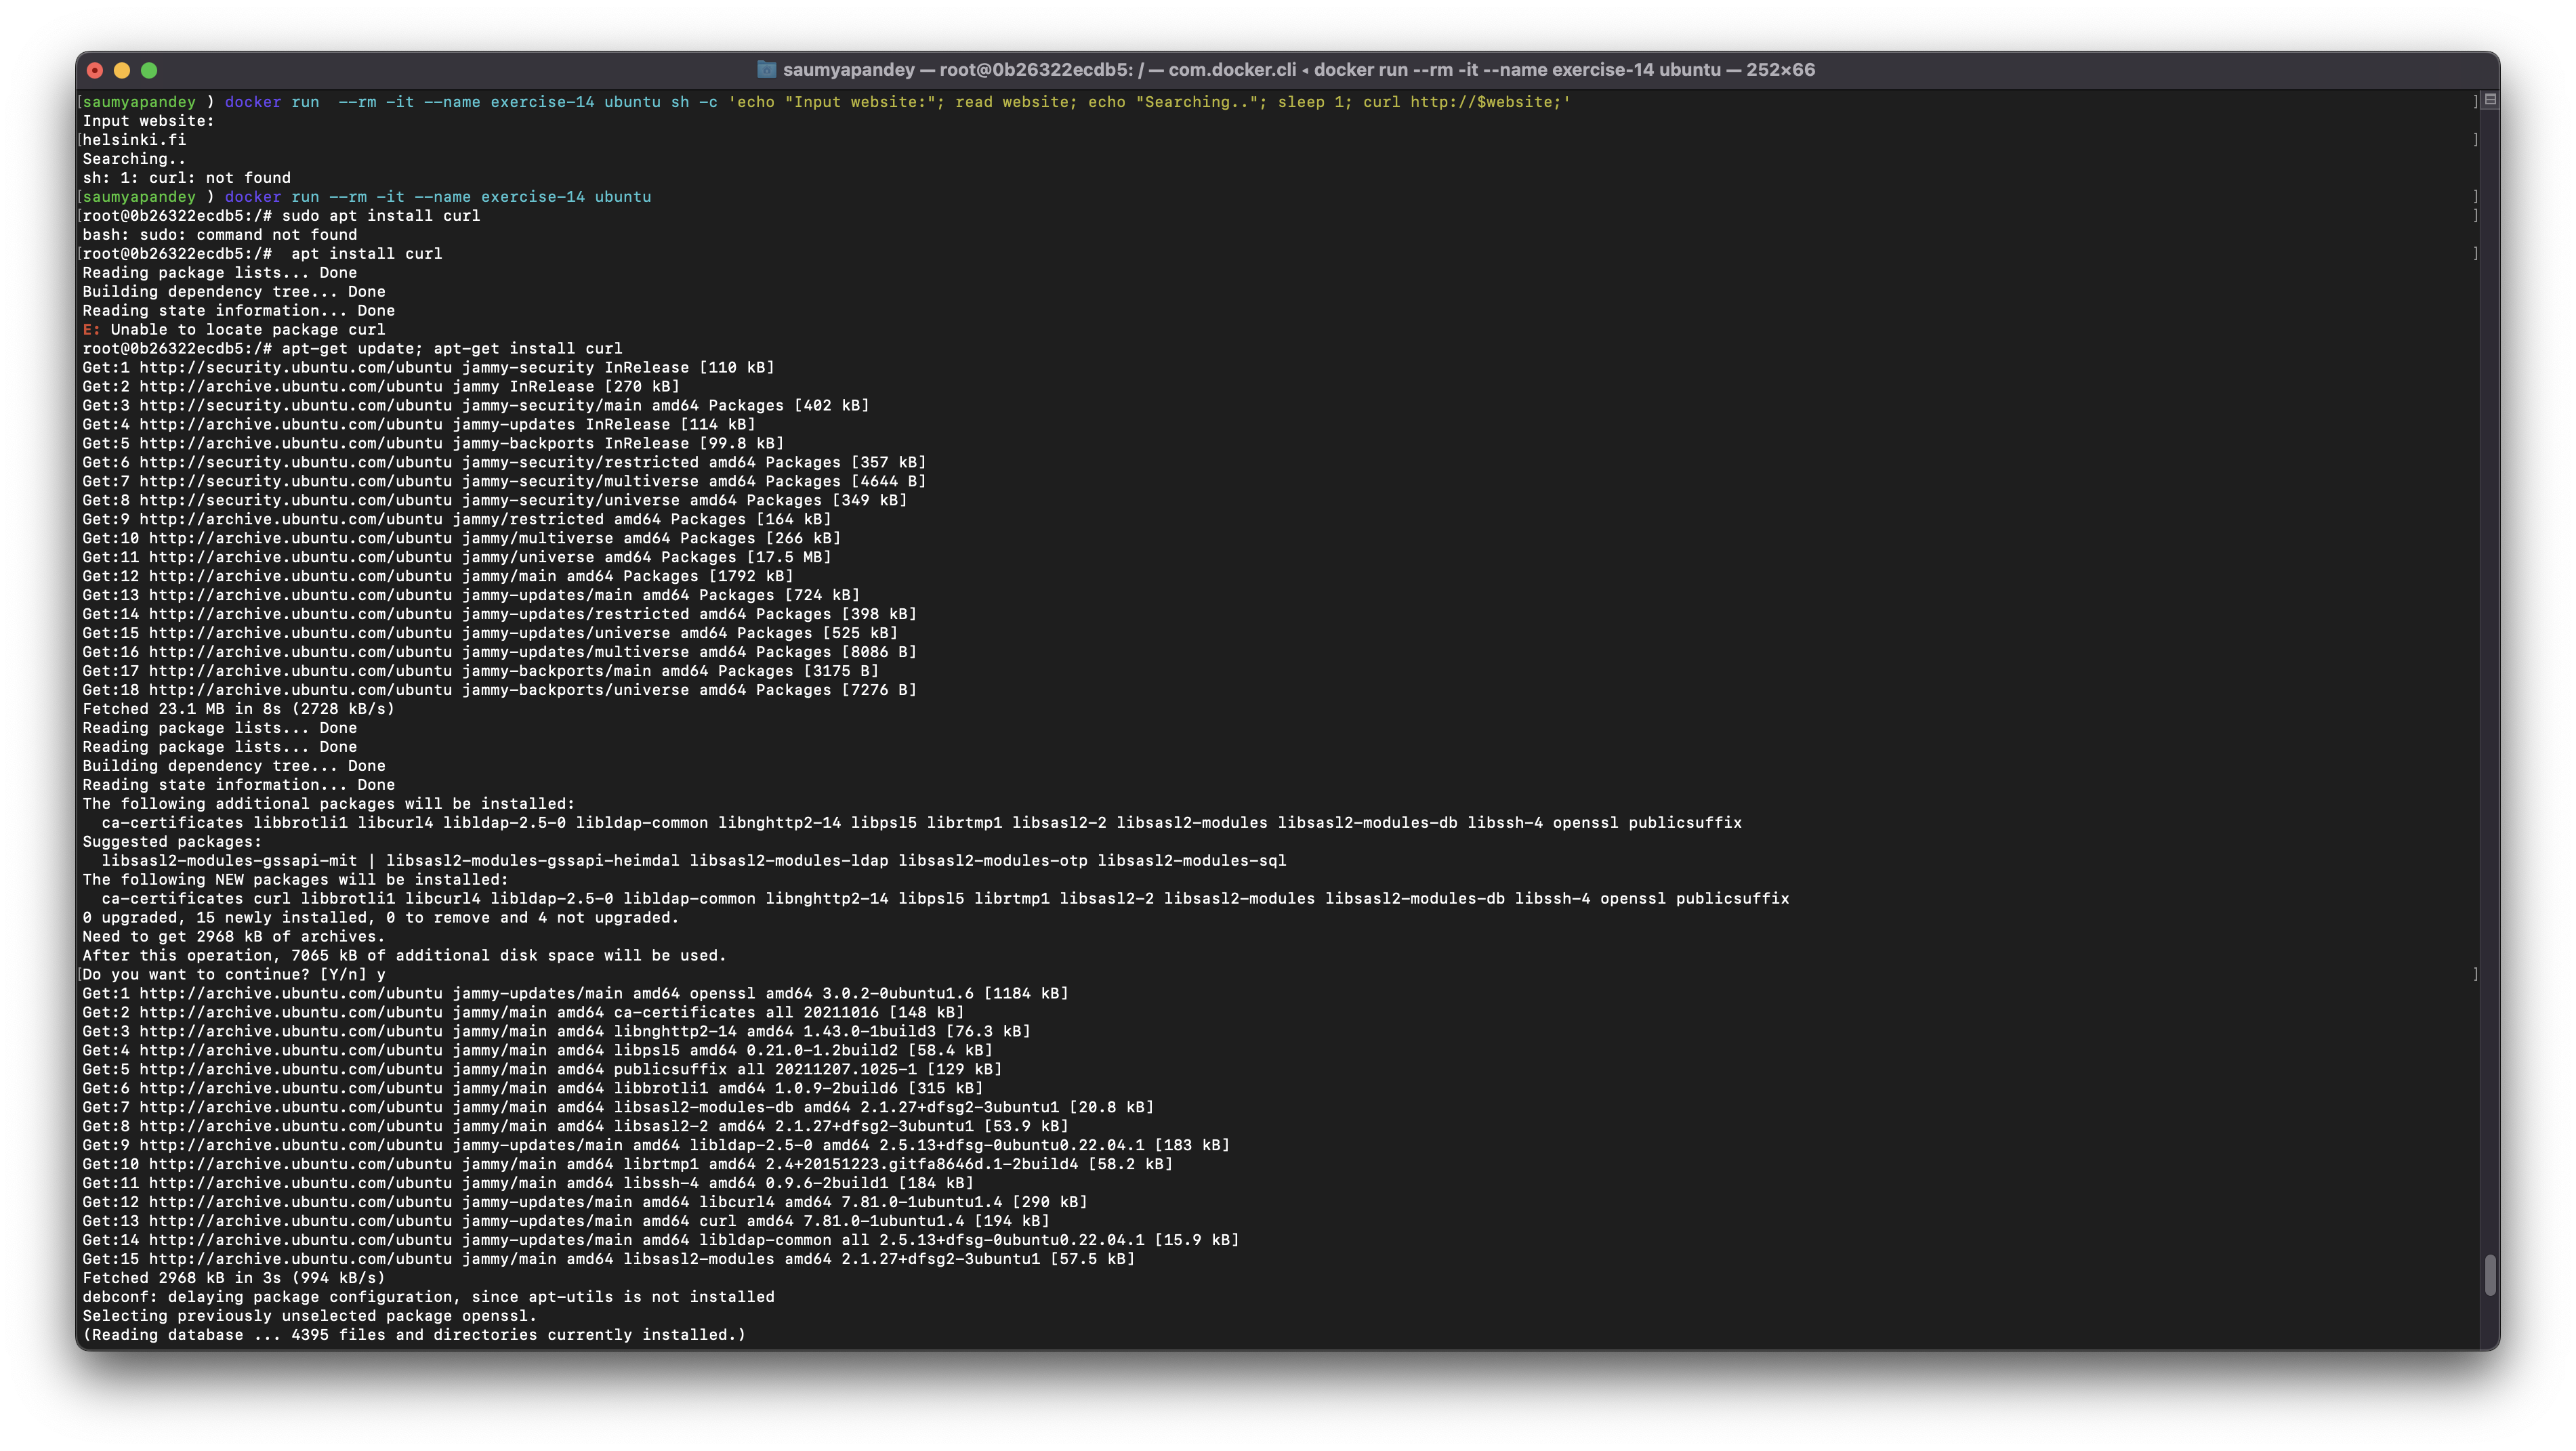 saumyapandey — root@0b26322ecdb5: / — com.docker.cli ◂ docker run --rm -it --name exercise-14 ubuntu — 252×66
[saumyapandey ) docker run  --rm -it --name exercise-14 ubuntu sh -c 'echo "Input website:"; read website; echo "Searching.."; sleep 1; curl http://$website;' ]
Input website:
[helsinki.fi ]
Searching..
sh: 1: curl: not found
[saumyapandey ) docker run --rm -it --name exercise-14 ubuntu ]
[root@0b26322ecdb5:/# sudo apt install curl ]
bash: sudo: command not found
[root@0b26322ecdb5:/#  apt install curl ]
Reading package lists... Done
Building dependency tree... Done
Reading state information... Done
E: Unable to locate package curl
root@0b26322ecdb5:/# apt-get update; apt-get install curl
Get:1 http://security.ubuntu.com/ubuntu jammy-security InRelease [110 kB]
Get:2 http://archive.ubuntu.com/ubuntu jammy InRelease [270 kB]
Get:3 http://security.ubuntu.com/ubuntu jammy-security/main amd64 Packages [402 kB]
Get:4 http://archive.ubuntu.com/ubuntu jammy-updates InRelease [114 kB]
Get:5 http://archive.ubuntu.com/ubuntu jammy-backports InRelease [99.8 kB]
Get:6 http://security.ubuntu.com/ubuntu jammy-security/restricted amd64 Packages [357 kB]
Get:7 http://security.ubuntu.com/ubuntu jammy-security/multiverse amd64 Packages [4644 B]
Get:8 http://security.ubuntu.com/ubuntu jammy-security/universe amd64 Packages [349 kB]
Get:9 http://archive.ubuntu.com/ubuntu jammy/restricted amd64 Packages [164 kB]
Get:10 http://archive.ubuntu.com/ubuntu jammy/multiverse amd64 Packages [266 kB]
Get:11 http://archive.ubuntu.com/ubuntu jammy/universe amd64 Packages [17.5 MB]
Get:12 http://archive.ubuntu.com/ubuntu jammy/main amd64 Packages [1792 kB]
Get:13 http://archive.ubuntu.com/ubuntu jammy-updates/main amd64 Packages [724 kB]
Get:14 http://archive.ubuntu.com/ubuntu jammy-updates/restricted amd64 Packages [398 kB]
Get:15 http://archive.ubuntu.com/ubuntu jammy-updates/universe amd64 Packages [525 kB]
Get:16 http://archive.ubuntu.com/ubuntu jammy-updates/multiverse amd64 Packages [8086 B]
Get:17 http://archive.ubuntu.com/ubuntu jammy-backports/main amd64 Packages [3175 B]
Get:18 http://archive.ubuntu.com/ubuntu jammy-backports/universe amd64 Packages [7276 B]
Fetched 23.1 MB in 8s (2728 kB/s)
Reading package lists... Done
Reading package lists... Done
Building dependency tree... Done
Reading state information... Done
The following additional packages will be installed:
  ca-certificates libbrotli1 libcurl4 libldap-2.5-0 libldap-common libnghttp2-14 libpsl5 librtmp1 libsasl2-2 libsasl2-modules libsasl2-modules-db libssh-4 openssl publicsuffix
Suggested packages:
  libsasl2-modules-gssapi-mit | libsasl2-modules-gssapi-heimdal libsasl2-modules-ldap libsasl2-modules-otp libsasl2-modules-sql
The following NEW packages will be installed:
  ca-certificates curl libbrotli1 libcurl4 libldap-2.5-0 libldap-common libnghttp2-14 libpsl5 librtmp1 libsasl2-2 libsasl2-modules libsasl2-modules-db libssh-4 openssl publicsuffix
0 upgraded, 15 newly installed, 0 to remove and 4 not upgraded.
Need to get 2968 kB of archives.
After this operation, 7065 kB of additional disk space will be used.
[Do you want to continue? [Y/n] y ]
Get:1 http://archive.ubuntu.com/ubuntu jammy-updates/main amd64 openssl amd64 3.0.2-0ubuntu1.6 [1184 kB]
Get:2 http://archive.ubuntu.com/ubuntu jammy/main amd64 ca-certificates all 20211016 [148 kB]
Get:3 http://archive.ubuntu.com/ubuntu jammy/main amd64 libnghttp2-14 amd64 1.43.0-1build3 [76.3 kB]
Get:4 http://archive.ubuntu.com/ubuntu jammy/main amd64 libpsl5 amd64 0.21.0-1.2build2 [58.4 kB]
Get:5 http://archive.ubuntu.com/ubuntu jammy/main amd64 publicsuffix all 20211207.1025-1 [129 kB]
Get:6 http://archive.ubuntu.com/ubuntu jammy/main amd64 libbrotli1 amd64 1.0.9-2build6 [315 kB]
Get:7 http://archive.ubuntu.com/ubuntu jammy/main amd64 libsasl2-modules-db amd64 2.1.27+dfsg2-3ubuntu1 [20.8 kB]
Get:8 http://archive.ubuntu.com/ubuntu jammy/main amd64 libsasl2-2 amd64 2.1.27+dfsg2-3ubuntu1 [53.9 kB]
Get:9 http://archive.ubuntu.com/ubuntu jammy-updates/main amd64 libldap-2.5-0 amd64 2.5.13+dfsg-0ubuntu0.22.04.1 [183 kB]
Get:10 http://archive.ubuntu.com/ubuntu jammy/main amd64 librtmp1 amd64 2.4+20151223.gitfa8646d.1-2build4 [58.2 kB]
Get:11 http://archive.ubuntu.com/ubuntu jammy/main amd64 libssh-4 amd64 0.9.6-2build1 [184 kB]
Get:12 http://archive.ubuntu.com/ubuntu jammy-updates/main amd64 libcurl4 amd64 7.81.0-1ubuntu1.4 [290 kB]
Get:13 http://archive.ubuntu.com/ubuntu jammy-updates/main amd64 curl amd64 7.81.0-1ubuntu1.4 [194 kB]
Get:14 http://archive.ubuntu.com/ubuntu jammy-updates/main amd64 libldap-common all 2.5.13+dfsg-0ubuntu0.22.04.1 [15.9 kB]
Get:15 http://archive.ubuntu.com/ubuntu jammy/main amd64 libsasl2-modules amd64 2.1.27+dfsg2-3ubuntu1 [57.5 kB]
Fetched 2968 kB in 3s (994 kB/s)
debconf: delaying package configuration, since apt-utils is not installed
Selecting previously unselected package openssl.
(Reading database ... 4395 files and directories currently installed.)